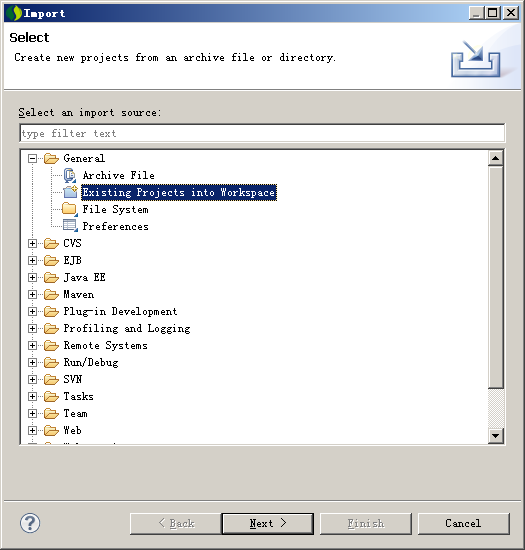 Import
Select
Create new projects from an archive file or directory.
Select an import source:
type filter text
General
Archive File
Existing Projects into Workspace
File System
Preferences
CVS
EJB
Java EE
Maven
Plug-in Development
Profiling and Logging
Remote Systems
Run/Debug
SVN
Tasks
Team
Web
?
< Back
Next >
Finish
Cancel